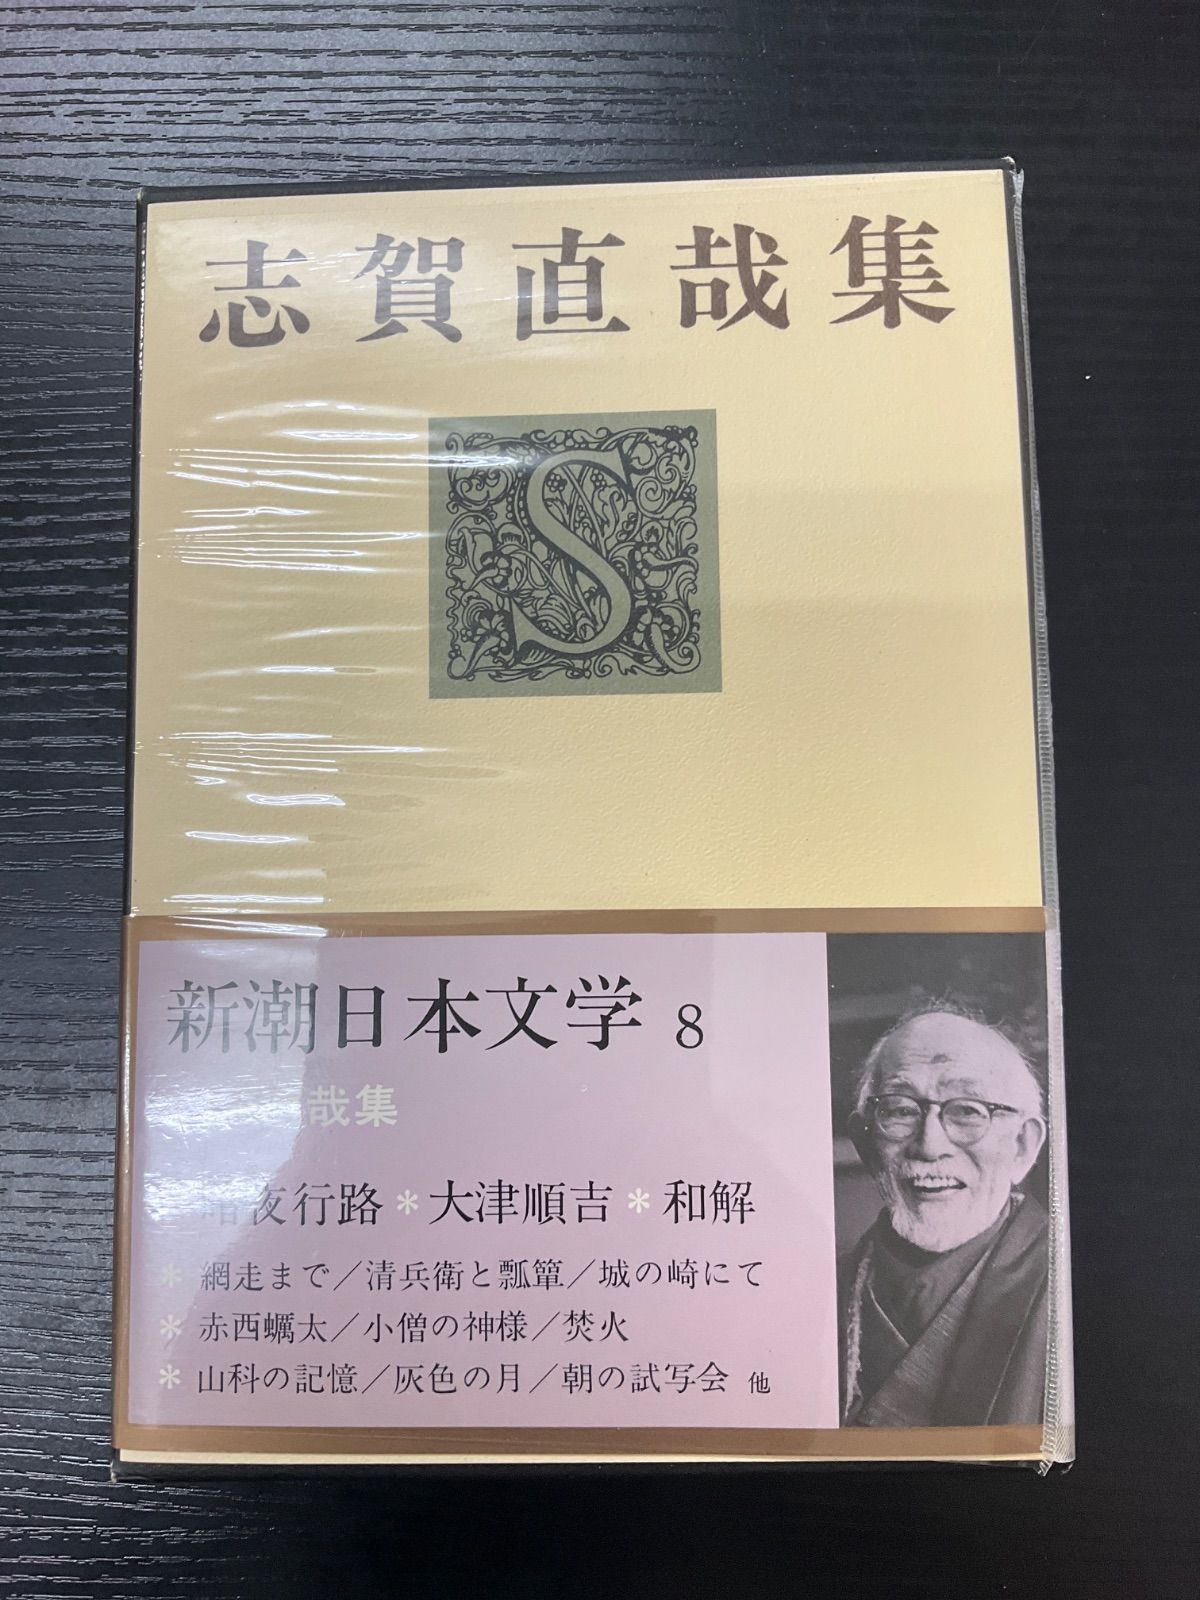 志賀直哉集
S
新潮日本文学 8
哉集
暗夜行路＊大津順吉＊和解
＊ 網走まで／清兵衛と瓢簞／城の崎にて
＊ 赤西蠣太／小僧の神様／焚火
＊ 山科の記憶／灰色の月／朝の試写会 他